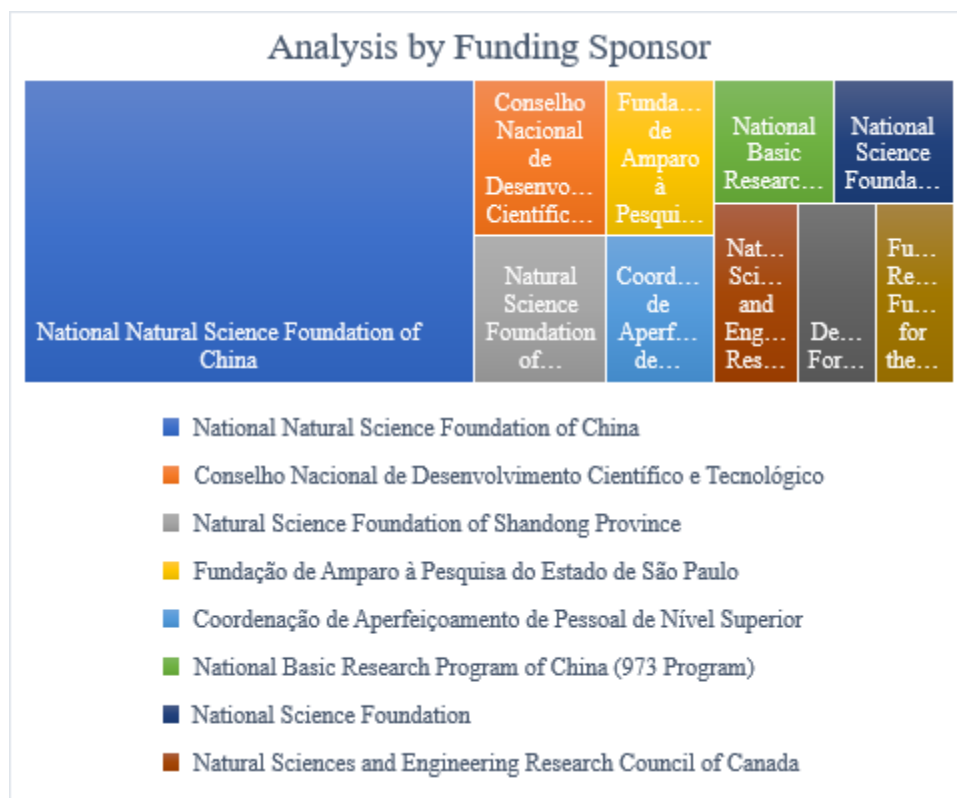 Analysis by Funding Sponsor
National Natural Science Foundation of
China
Conselho
Nacional
de
Desenvo...
Científic...
Natural
Science
Foundation
of...
Funda...
de
Amparo
à
Pesqui...
Coord...
de
Aperf...
de...
National
Basic
Researc...
National
Science
Founda...
Nat...
Sci...
and
Eng...
Res...
De...
For...
Fu...
Re...
Fu...
for
the...
National Natural Science Foundation of China
Conselho Nacional de Desenvolvimento Científico e Tecnológico
Natural Science Foundation of Shandong Province
Fundação de Amparo à Pesquisa do Estado de São Paulo
Coordenação de Aperfeiçoamento de Pessoal de Nível Superior
National Basic Research Program of China (973 Program)
National Science Foundation
Natural Sciences and Engineering Research Council of Canada